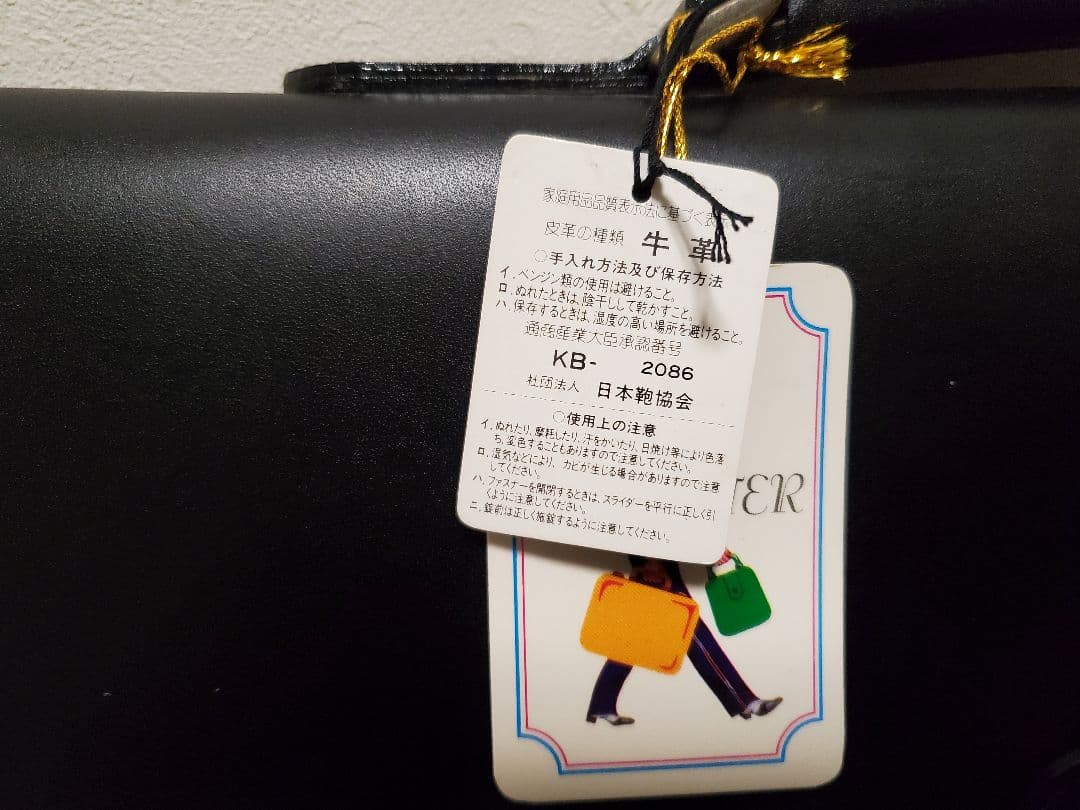 家庭用品品質表示法に基づく表示
皮革の種類 牛革
○手入れ方法及び保存方法
イ.ベンジン類の使用は避けること。
ロ.ぬれたときは、陰干しして乾かすこと。
ハ.保存するときは、湿度の高い場所を避けること。
通商産業大臣承認番号
KB- 2086
社団法人 日本鞄協会
○使用上の注意
イ.ぬれたり、摩耗したり、汗をかいたり、日焼け等により色落
ち、変色することもありますので注意してください。
ロ.湿気などにより、カビが生じる場合がありますので注意
してください。
ハ.ファスナーを開閉するときは、スライダーを平行に正しく引
くように注意してください。
ニ.錠前は正しく施錠するように注意してください。
TER